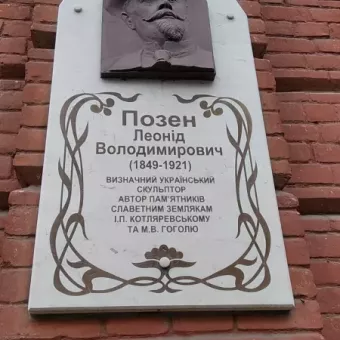 Позен
Леонід
Володимирович
(1849-1921)
ВИЗНАЧНИЙ УКРАЇНСЬКИЙ
СКУЛЬПТОР
АВТОР ПАМ'ЯТНИКІВ
СЛАВЕТНИМ ЗЕМЛЯКАМ
І.П. КОТЛЯРЕВСЬКОМУ
ТА М.В. ГОГОЛЮ